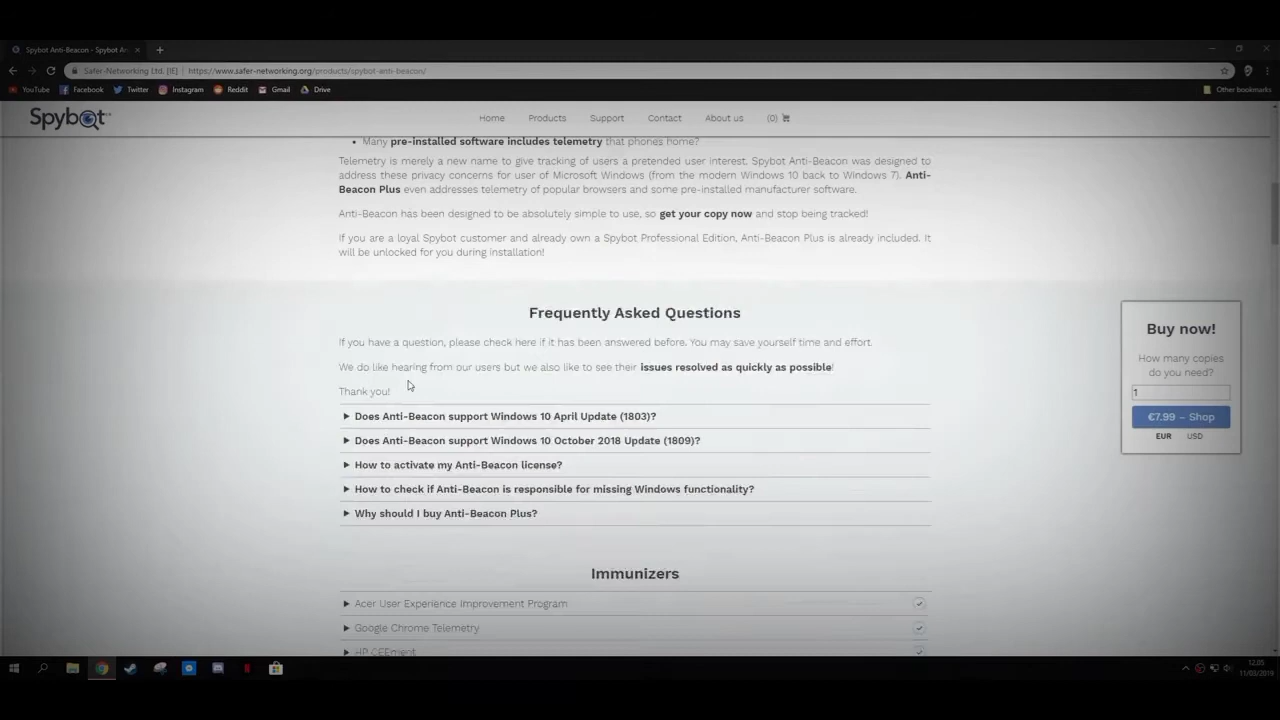 Spybot Anti-Beacon - Spybot An
Safer-Networking Ltd. [IE] | https://www.safer-networking.org/products/spybot-anti-beacon/
YouTube Facebook Twitter Instagram Reddit Gmail Drive Other bookmarks
Spybot Home Products Support Contact About us (0)
Many pre-installed software includes telemetry that phones home?
Telemetry is merely a new name to give tracking of users a pretended user interest. Spybot Anti-Beacon was designed to
address these privacy concerns for user of Microsoft Windows (from the modern Windows 10 back to Windows 7). Anti-
Beacon Plus even addresses telemetry of popular browsers and some pre-installed manufacturer software.
Anti-Beacon has been designed to be absolutely simple to use, so get your copy now and stop being tracked!
If you are a loyal Spybot customer and already own a Spybot Professional Edition, Anti-Beacon Plus is already included. It
will be unlocked for you during installation!
Frequently Asked Questions
If you have a question, please check here if it has been answered before. You may save yourself time and effort.
We do like hearing from our users but we also like to see their issues resolved as quickly as possible!
Thank you!
Does Anti-Beacon support Windows 10 April Update (1803)?
Does Anti-Beacon support Windows 10 October 2018 Update (1809)?
How to activate my Anti-Beacon license?
How to check if Anti-Beacon is responsible for missing Windows functionality?
Why should I buy Anti-Beacon Plus?
Immunizers
Acer User Experience Improvement Program
Google Chrome Telemetry
HP CEEment
Buy now!
How many copies
do you need?
1
€7.99 – Shop
EUR USD
12.05
11/03/2019